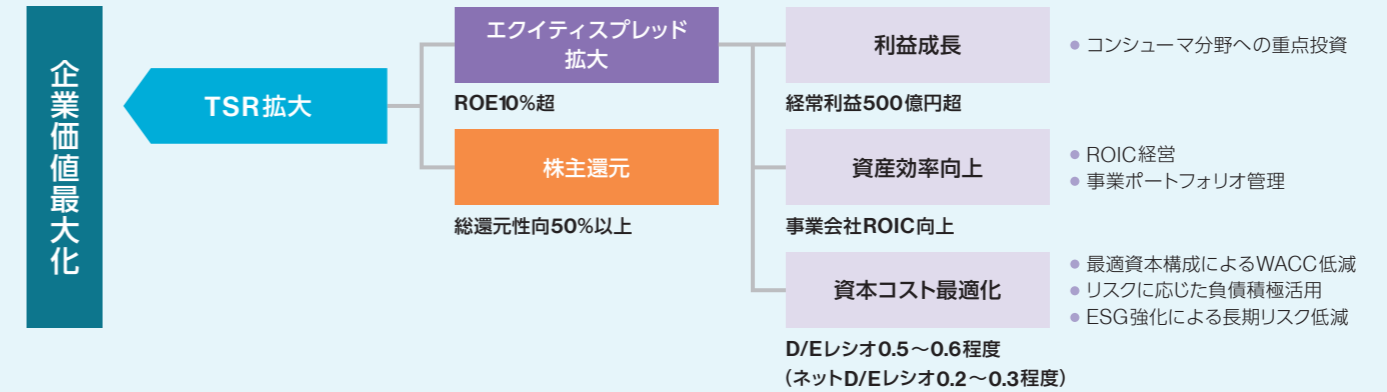 企業価値最大化
TSR拡大
エクイティスプレッド
拡大
ROE10%超
株主還元
総還元性向50%以上
利益成長
経常利益500億円超
• コンシューマ分野への重点投資
資産効率向上
事業会社ROIC向上
• ROIC経営
• 事業ポートフォリオ管理
資本コスト最適化
D/Eレシオ0.5～0.6程度
（ネットD/Eレシオ0.2～0.3程度）
• 最適資本構成によるWACC低減
• リスクに応じた負債積極活用
• ESG強化による長期リスク低減